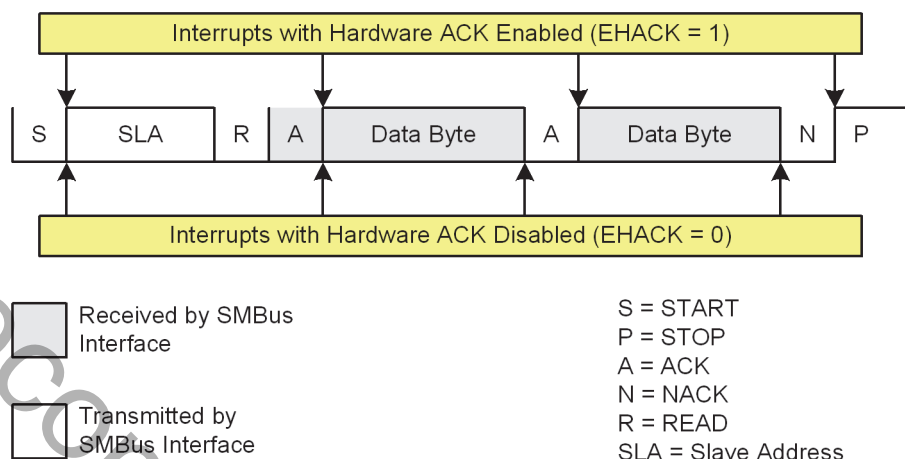 Interrupts with Hardware ACK Enabled (EHACK = 1)
S SLA R A Data Byte A Data Byte N P
Interrupts with Hardware ACK Disabled (EHACK = 0)
Received by SMBus
Interface
Transmitted by
SMBus Interface
S = START
P = STOP
A = ACK
N = NACK
R = READ
SLA = Slave Address